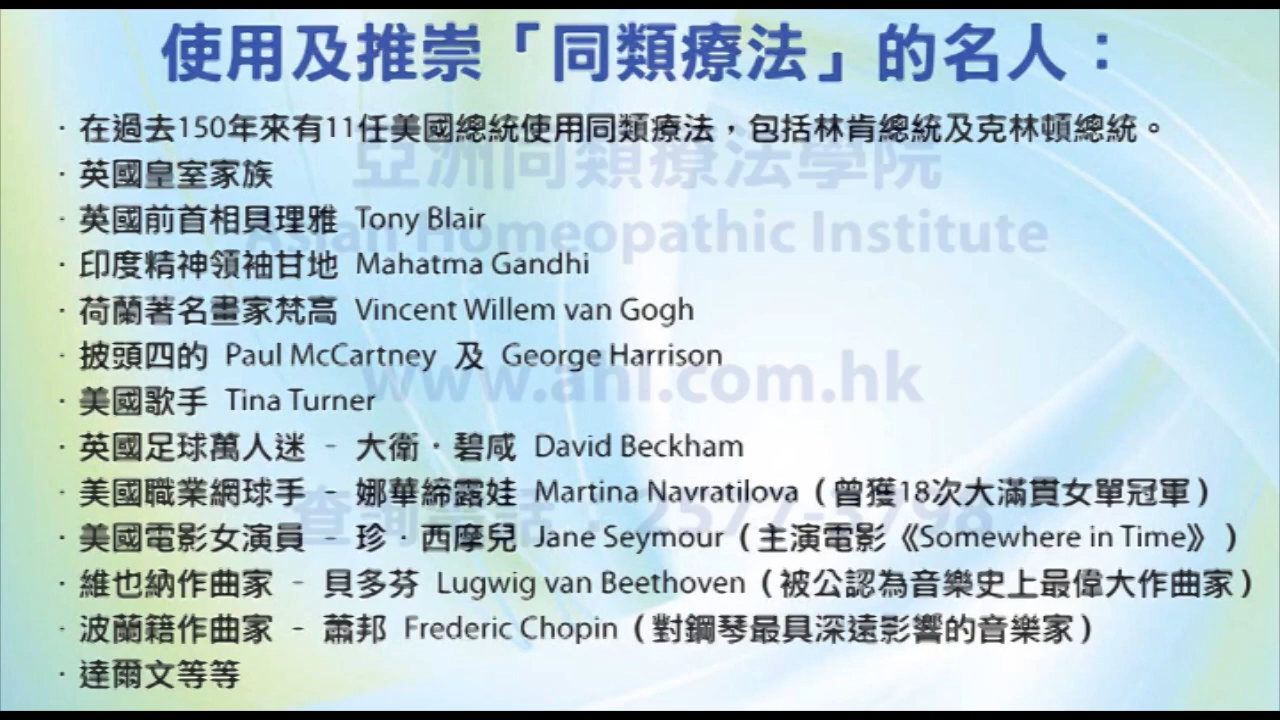 使用及推崇「同類療法」的名人：
· 在過去150年來有11任美國總統使用同類療法，包括林肯總統及克林頓總統。
· 英國皇室家族
· 英國前首相貝理雅 Tony Blair
· 印度精神領袖甘地 Mahatma Gandhi
· 荷蘭著名畫家梵高 Vincent Willem van Gogh
· 披頭四的 Paul McCartney 及 George Harrison
· 美國歌手 Tina Turner
· 英國足球萬人迷 - 大衛·碧咸 David Beckham
· 美國職業網球手 - 娜華締露娃 Martina Navratilova（曾獲18次大滿貫女單冠軍）
· 美國電影女演員 - 珍·西摩兒 Jane Seymour（主演電影《Somewhere in Time》）
· 維也納作曲家 - 貝多芬 Lugwig van Beethoven（被公認為音樂史上最偉大作曲家）
· 波蘭籍作曲家 - 蕭邦 Frederic Chopin（對鋼琴最具深遠影響的音樂家）
· 達爾文等等
亞洲同類療法學院
Asian Homeopathic Institute
www.ahi.com.hk